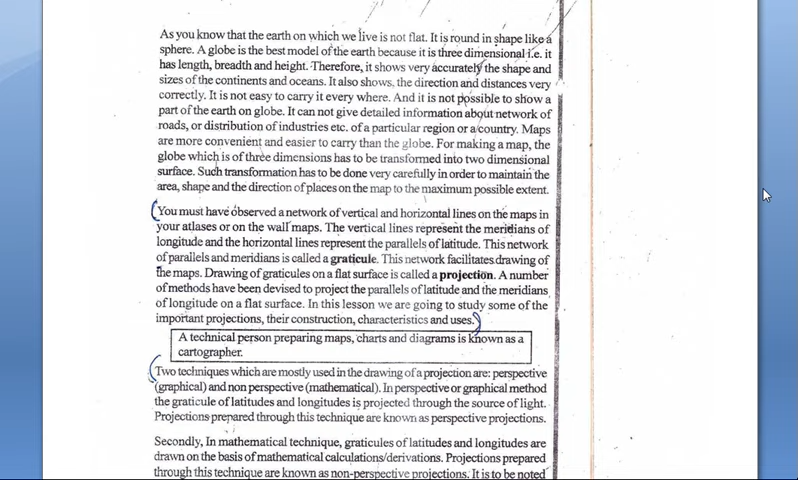 As you know that the earth on which we live is not flat. It is round in shape like a
sphere. A globe is the best model of the earth because it is three dimensional i.e. it
has length, breadth and height. Therefore, it shows very accurately the shape and
sizes of the continents and oceans. It also shows, the direction and distances very
correctly. It is not easy to carry it every where. And it is not possible to show a
part of the earth on globe. It can not give detailed information about network of
roads, or distribution of industries etc. of a particular region or a country. Maps
are more convenient and easier to carry than the globe. For making a map, the
globe which is of three dimensions has to be transformed into two dimensional
surface. Such transformation has to be done very carefully in order to maintain the
area, shape and the direction of places on the map to the maximum possible extent.
You must have observed a network of vertical and horizontal lines on the maps in
your atlases or on the wall maps. The vertical lines represent the meridians of
longitude and the horizontal lines represent the parallels of latitude. This network
of parallels and meridians is called a graticule. This network facilitates drawing of
the maps. Drawing of graticules on a flat surface is called a projection. A number
of methods have been devised to project the parallels of latitude and the meridians
of longitude on a flat surface. In this lesson we are going to study some of the
important projections, their construction, characteristics and uses.
A technical person preparing maps, charts and diagrams is known as a
cartographer.
Two techniques which are mostly used in the drawing of a projection are: perspective
(graphical) and non perspective (mathematical). In perspective or graphical method
the graticule of latitudes and longitudes is projected through the source of light.
Projections prepared through this technique are known as perspective projections.
Secondly, In mathematical technique, graticules of latitudes and longitudes are
drawn on the basis of mathematical calculations/derivations. Projections prepared
through this technique are known as non-perspective projections. It is to be noted